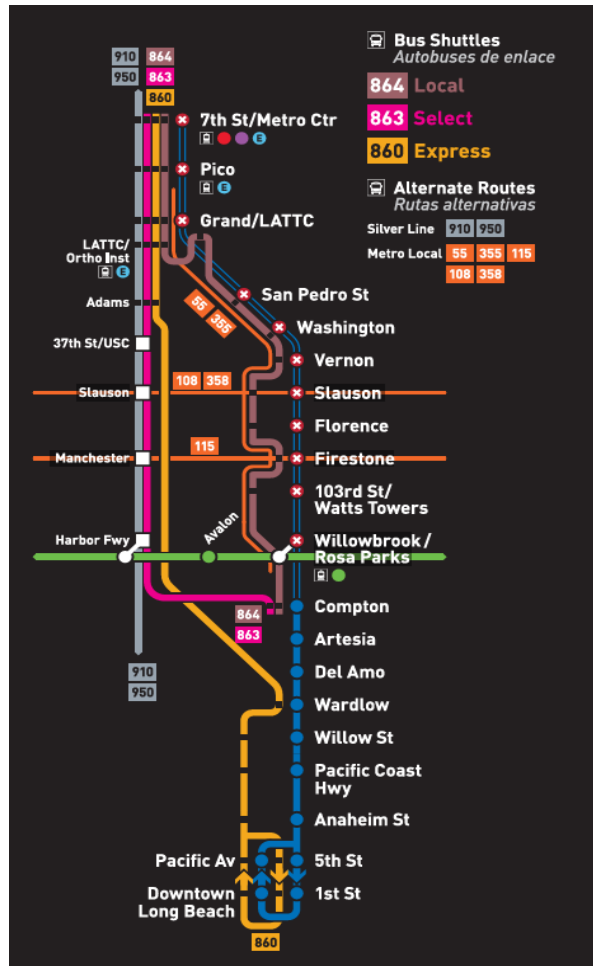 910 864
950 863
860
Bus Shuttles
Autobuses de enlace
864 Local
863 Select
860 Express
Alternate Routes
Rutas alternativas
Silver Line 910 950
Metro Local 55 355 115
108 358
7th St/Metro Ctr
E
Pico
E
Grand/LATTC
LATTC/
Ortho Inst
E
San Pedro St
Adams
55 355
Washington
37th St/USC
Vernon
108 358
Slauson
Slauson
Florence
115
Manchester
Firestone
103rd St/
Watts Towers
Avalon
Harbor Fwy
Willowbrook/
Rosa Parks
864
863
Compton
Artesia
910
950
Del Amo
Wardlow
Willow St
Pacific Coast
Hwy
Anaheim St
Pacific Av
5th St
Downtown
Long Beach
1st St
860